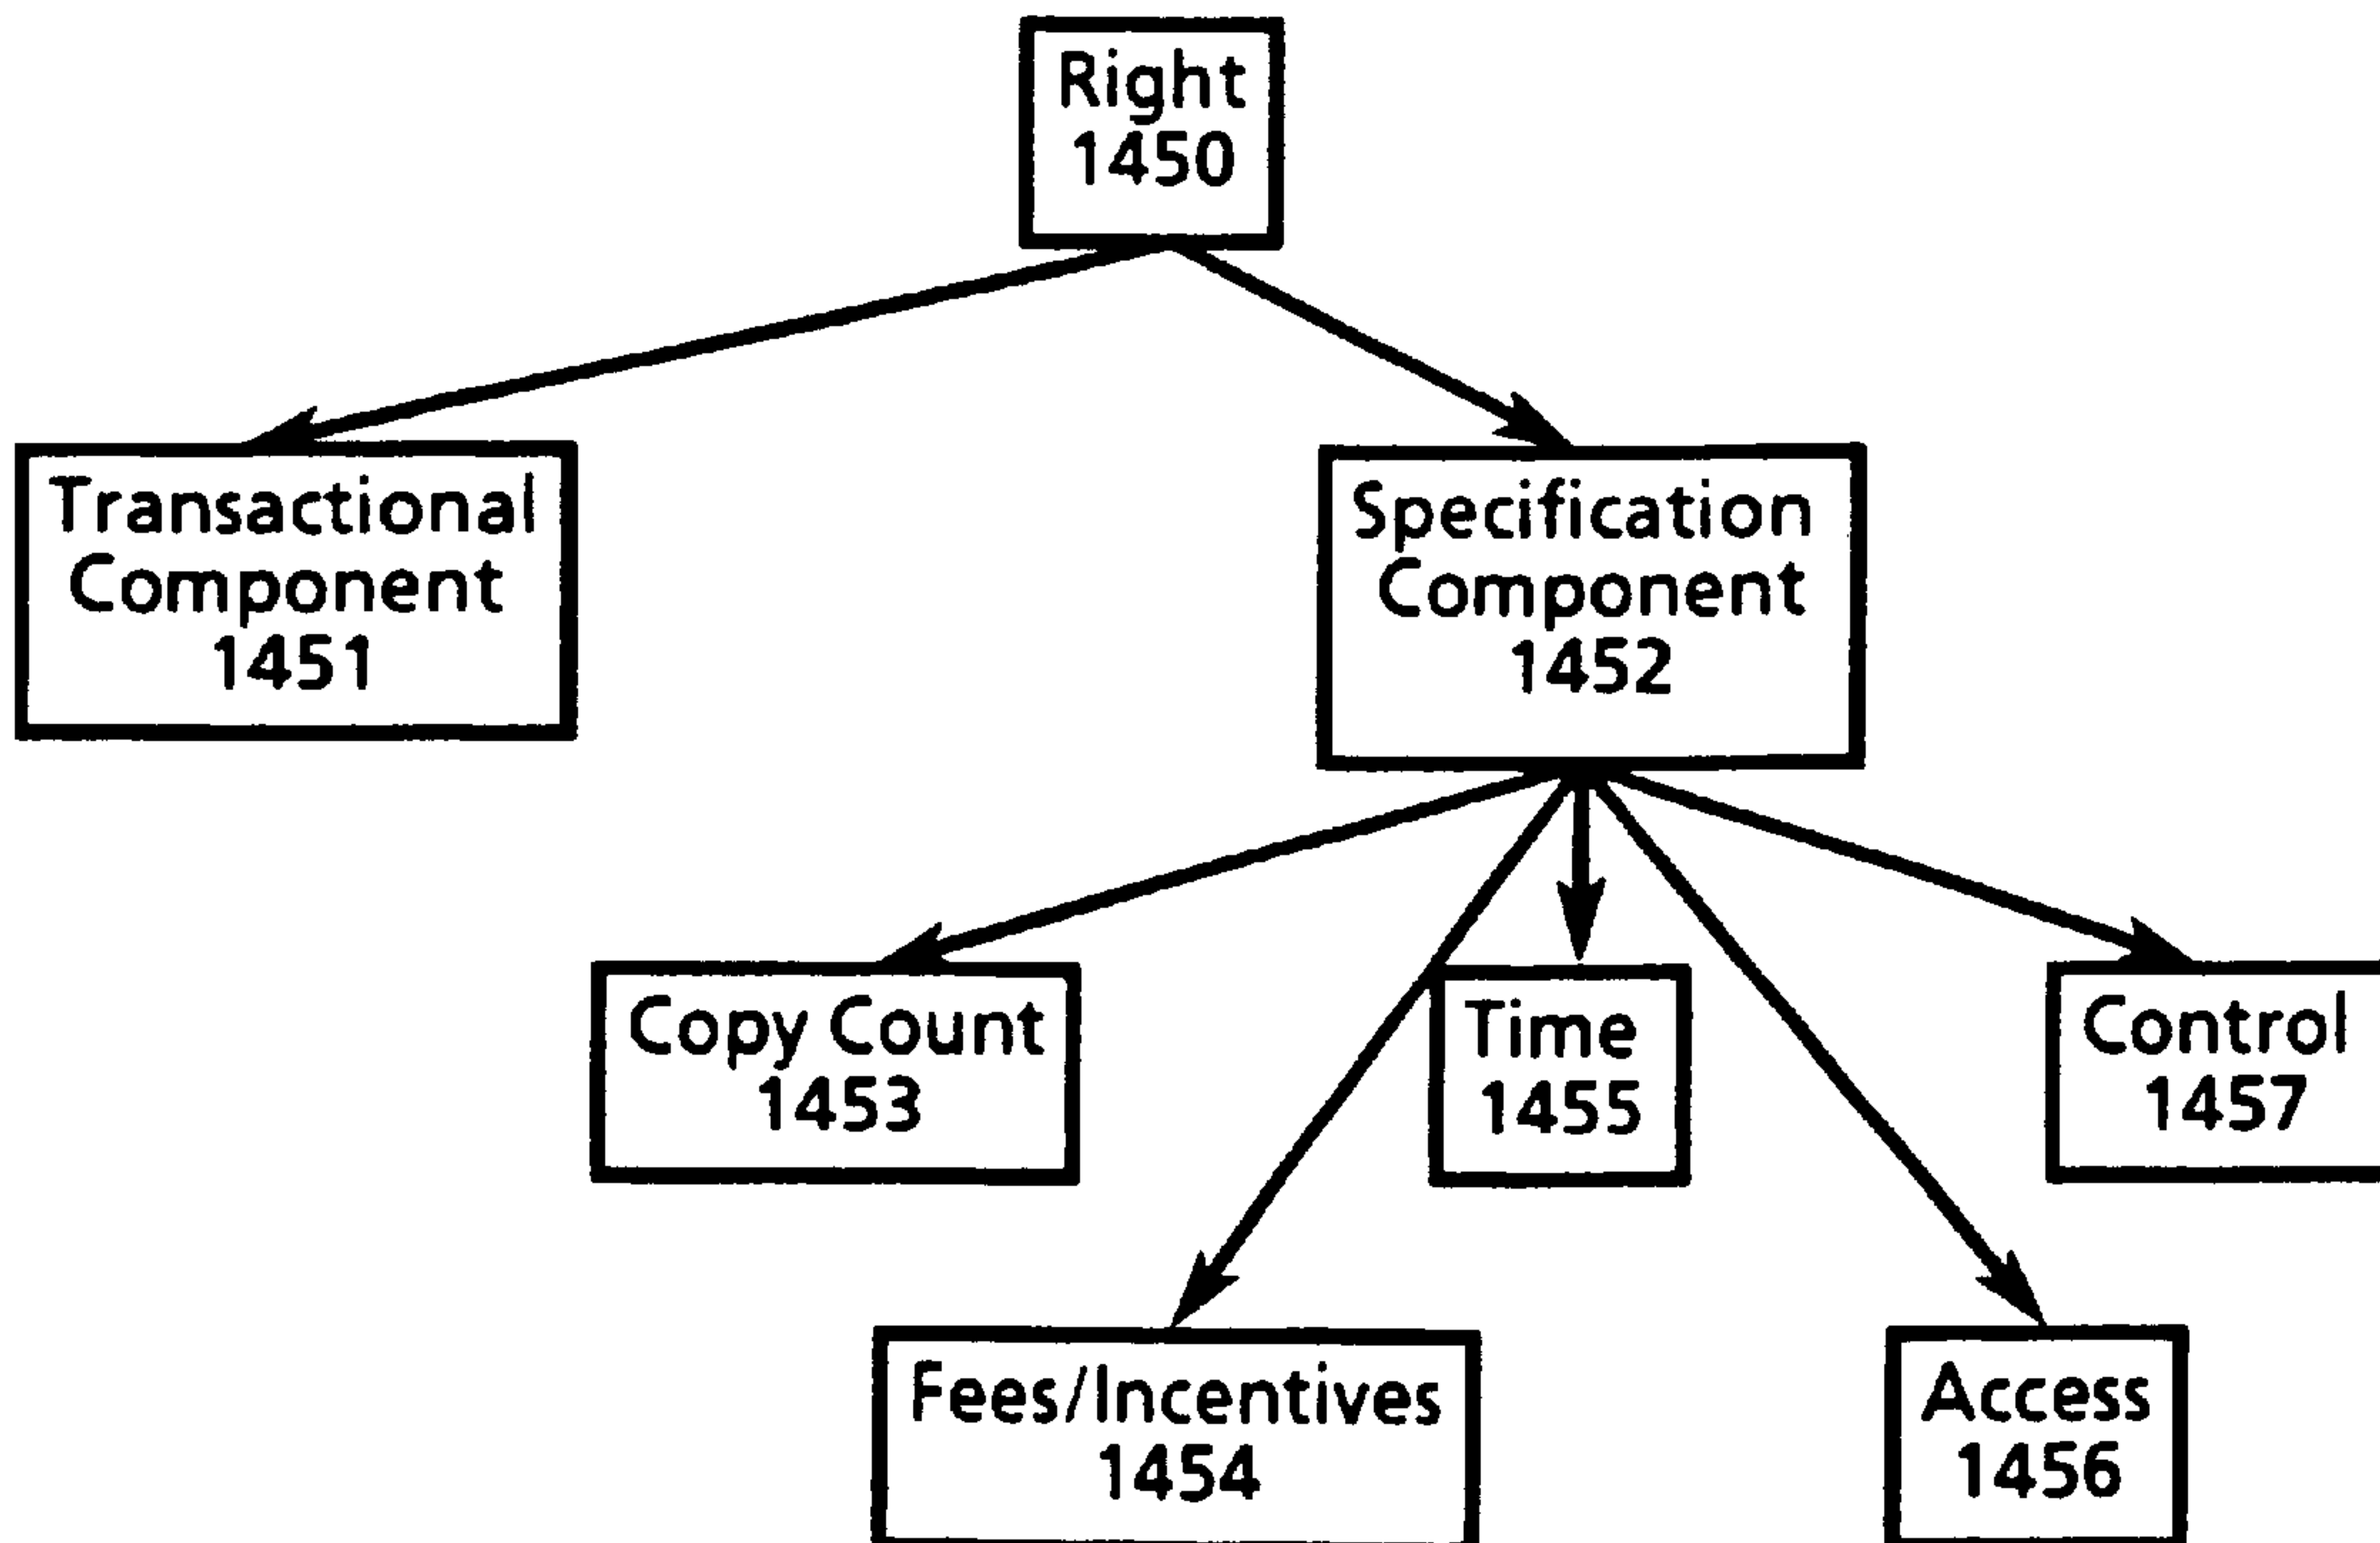 Right
1450
Transactional
Component
1451
Specification
Component
1452
Copy Count
1453
Time
1455
Control
1457
Fees/Incentives
1454
Access
1456